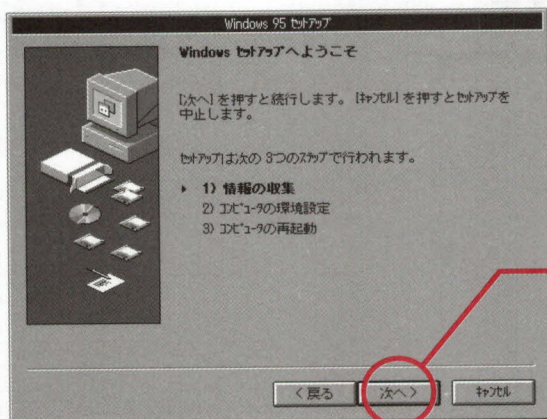 Windows 95 ｾｯﾄｱｯﾌﾟ
Windows ｾｯﾄｱｯﾌﾟへようこそ
[次へ] を押すと続行します。 [ｷｬﾝｾﾙ] を押すとｾｯﾄｱｯﾌﾟを
中止します。
ｾｯﾄｱｯﾌﾟは次の 3つのｽﾃｯﾌﾟで行われます。
1) 情報の収集
2) ｺﾝﾋﾟｭｰﾀの環境設定
3) ｺﾝﾋﾟｭｰﾀの再起動
< 戻る
次へ >
ｷｬﾝｾﾙ